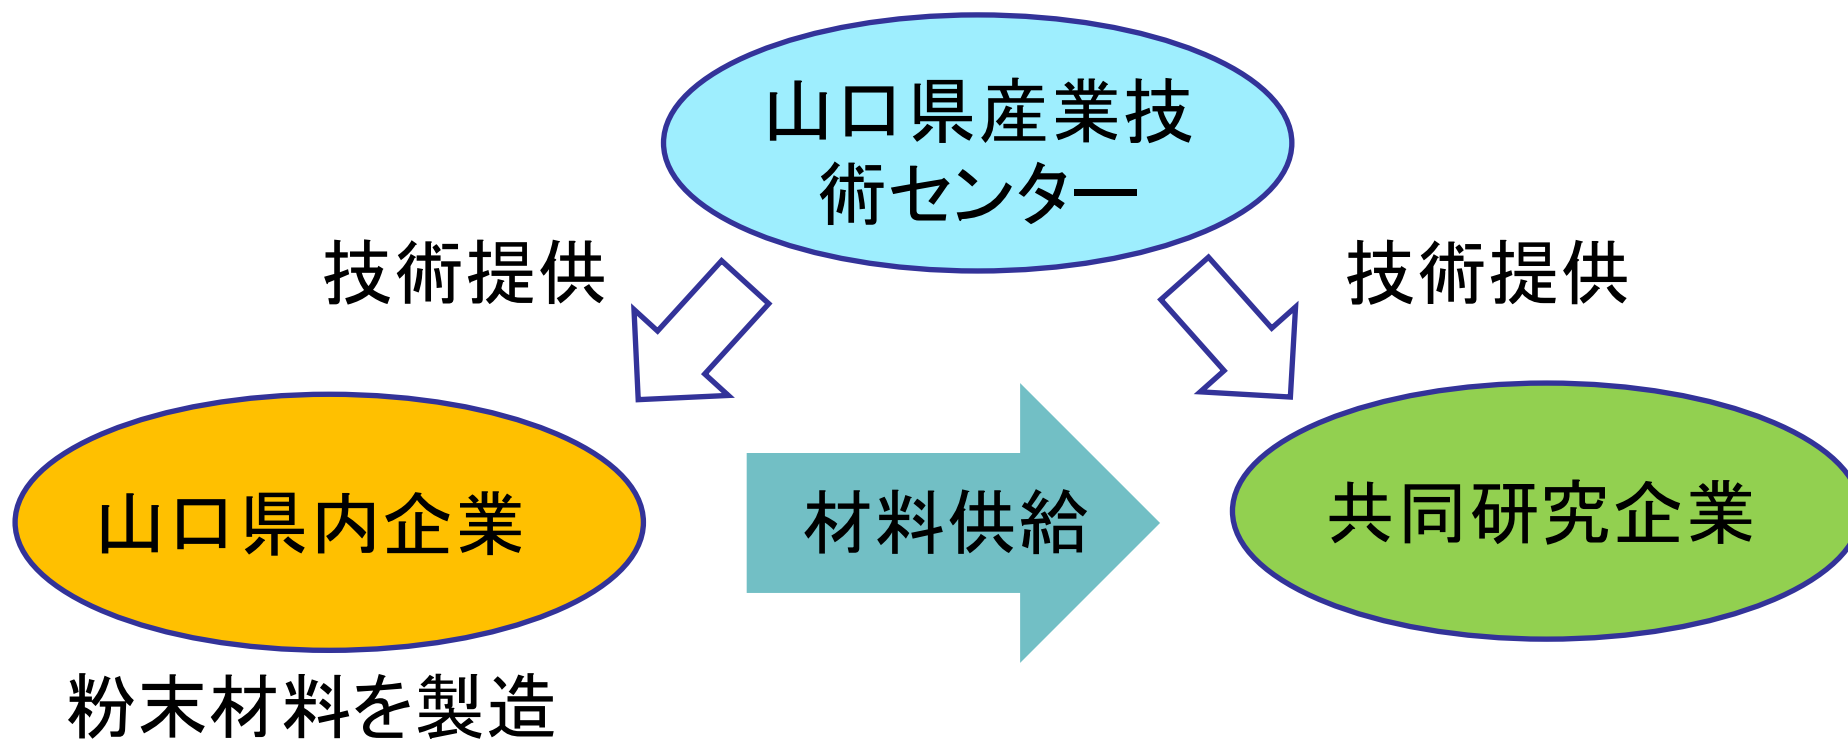 山口県産業技
術センター
技術提供
技術提供
山口県内企業
材料供給
共同研究企業
粉末材料を製造